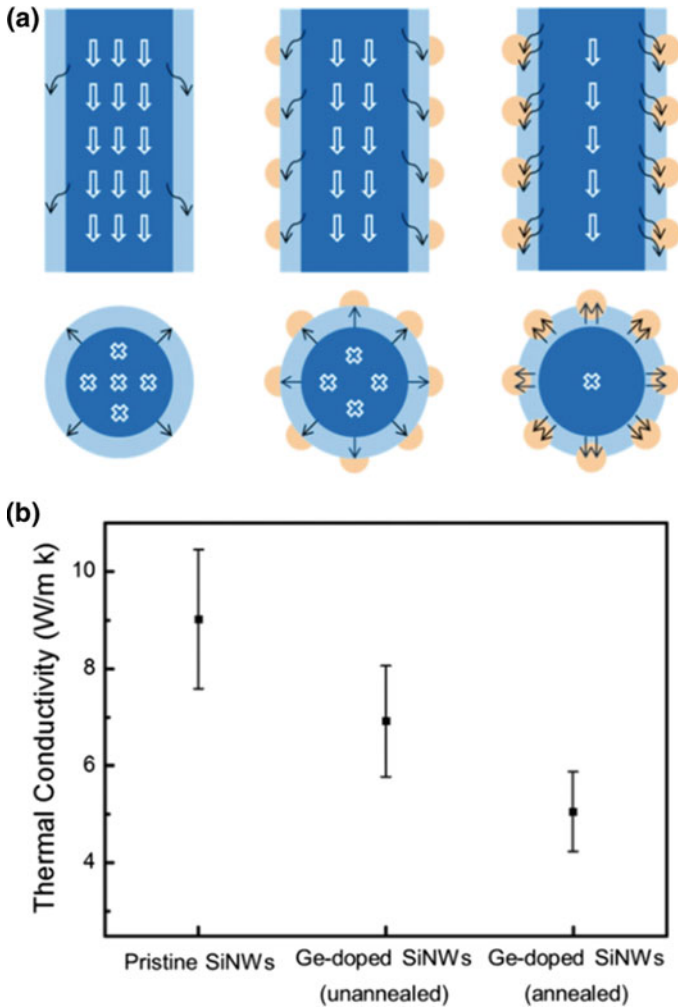 (a)
(b)
Thermal Conductivity (W/m k)
10
8
6
4
Pristine SiNWs
Ge-doped SiNWs
(unannealed)
Ge-doped SiNWs
(annealed)